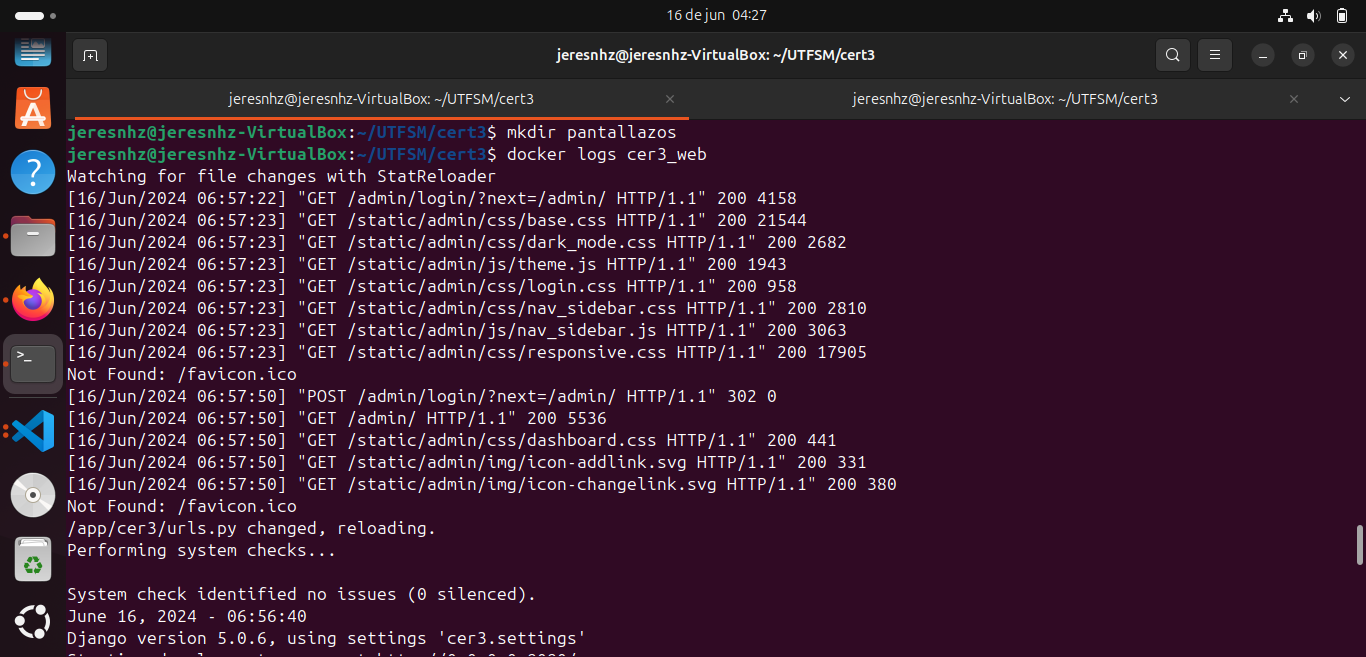 16 de jun 04:27
jeresnhz@jeresnhz-VirtualBox: ~/UTFSM/cert3
jeresnhz@jeresnhz-VirtualBox: ~/UTFSM/cert3
jeresnhz@jeresnhz-VirtualBox: ~/UTFSM/cert3
jeresnhz@jeresnhz-VirtualBox:~/UTFSM/cert3$ mkdir pantallazos
jeresnhz@jeresnhz-VirtualBox:~/UTFSM/cert3$ docker logs cer3_web
Watching for file changes with StatReloader
[16/Jun/2024 06:57:22] "GET /admin/login/?next=/admin/ HTTP/1.1" 200 4158
[16/Jun/2024 06:57:23] "GET /static/admin/css/base.css HTTP/1.1" 200 21544
[16/Jun/2024 06:57:23] "GET /static/admin/css/dark_mode.css HTTP/1.1" 200 2682
[16/Jun/2024 06:57:23] "GET /static/admin/js/theme.js HTTP/1.1" 200 1943
[16/Jun/2024 06:57:23] "GET /static/admin/css/login.css HTTP/1.1" 200 958
[16/Jun/2024 06:57:23] "GET /static/admin/css/nav_sidebar.css HTTP/1.1" 200 2810
[16/Jun/2024 06:57:23] "GET /static/admin/js/nav_sidebar.js HTTP/1.1" 200 3063
[16/Jun/2024 06:57:23] "GET /static/admin/css/responsive.css HTTP/1.1" 200 17905
Not Found: /favicon.ico
[16/Jun/2024 06:57:50] "POST /admin/login/?next=/admin/ HTTP/1.1" 302 0
[16/Jun/2024 06:57:50] "GET /admin/ HTTP/1.1" 200 5536
[16/Jun/2024 06:57:50] "GET /static/admin/css/dashboard.css HTTP/1.1" 200 441
[16/Jun/2024 06:57:50] "GET /static/admin/img/icon-addlink.svg HTTP/1.1" 200 331
[16/Jun/2024 06:57:50] "GET /static/admin/img/icon-changelink.svg HTTP/1.1" 200 380
Not Found: /favicon.ico
/app/cer3/urls.py changed, reloading.
Performing system checks...
System check identified no issues (0 silenced).
June 16, 2024 - 06:56:40
Django version 5.0.6, using settings 'cer3.settings'